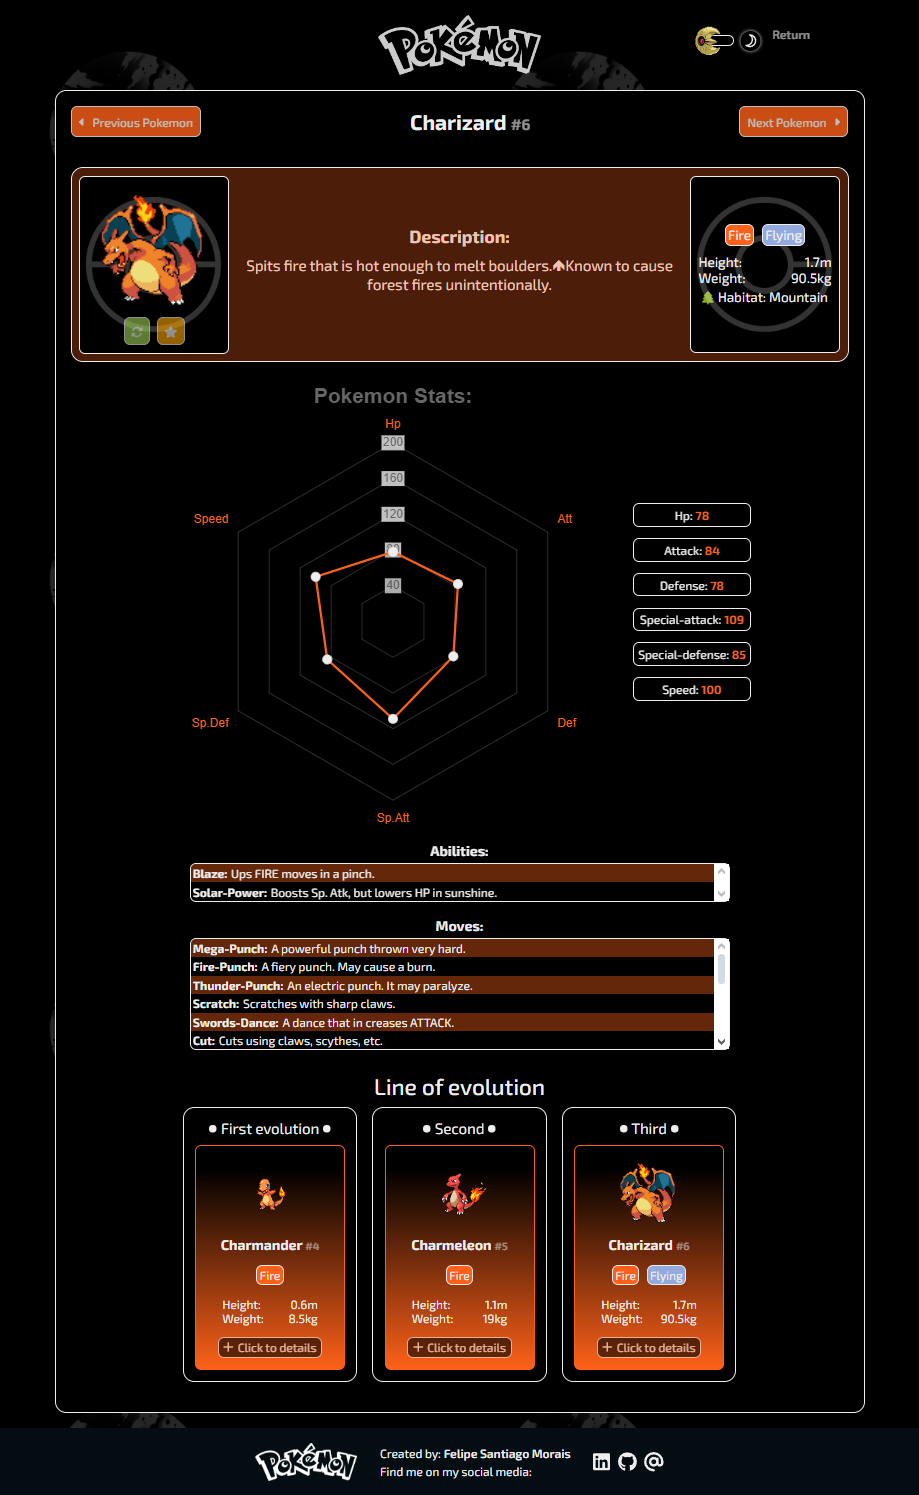 POKéMON
Return
Previous Pokemon
Charizard #6
Next Pokemon
Description:
Spits fire that is hot enough to melt boulders.🡅Known to cause
forest fires unintentionally.
Fire Flying
Height: 1.7m
Weight: 90.5kg
🌲 Habitat: Mountain
Pokemon Stats:
Hp
200
160
120
80
40
Speed
Att
Sp.Def
Def
Sp.Att
Hp: 78
Attack: 84
Defense: 78
Special-attack: 109
Special-defense: 85
Speed: 100
Abilities:
Blaze: Ups FIRE moves in a pinch.
Solar-Power: Boosts Sp. Atk, but lowers HP in sunshine.
Moves:
Mega-Punch: A powerful punch thrown very hard.
Fire-Punch: A fiery punch. May cause a burn.
Thunder-Punch: An electric punch. It may paralyze.
Scratch: Scratches with sharp claws.
Swords-Dance: A dance that in creases ATTACK.
Cut: Cuts using claws, scythes, etc.
Line of evolution
● First evolution ●
Charmander #4
Fire
Height: 0.6m
Weight: 8.5kg
+ Click to details
● Second ●
Charmeleon #5
Fire
Height: 1.1m
Weight: 19kg
+ Click to details
● Third ●
Charizard #6
Fire Flying
Height: 1.7m
Weight: 90.5kg
+ Click to details
POKéMON
Created by: Felipe Santiago Morais
Find me on my social media: